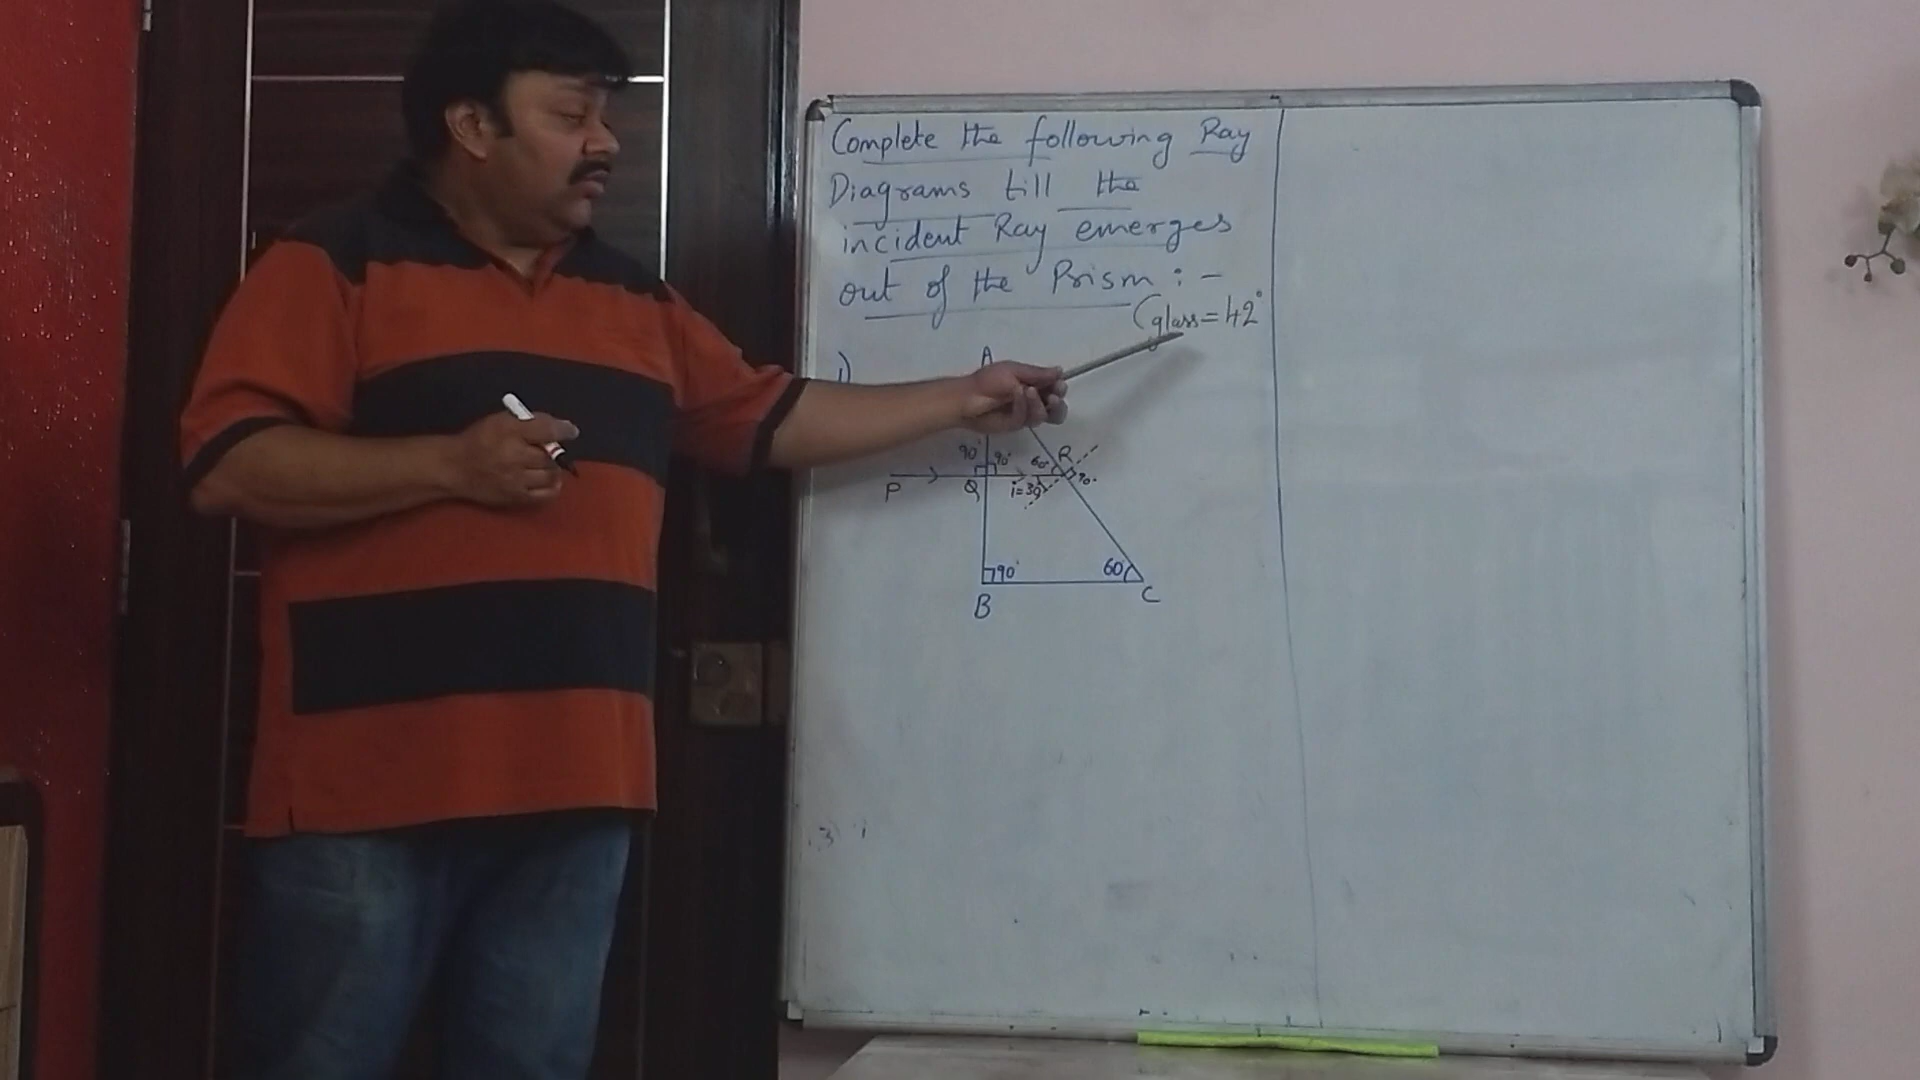 Complete the following Ray
Diagrams till the
incident Ray emerges
out of the Prism :-
Cglass = 42°
1)
A
90° 90° 60° R
P Q i=30 90°
90° 60
B C